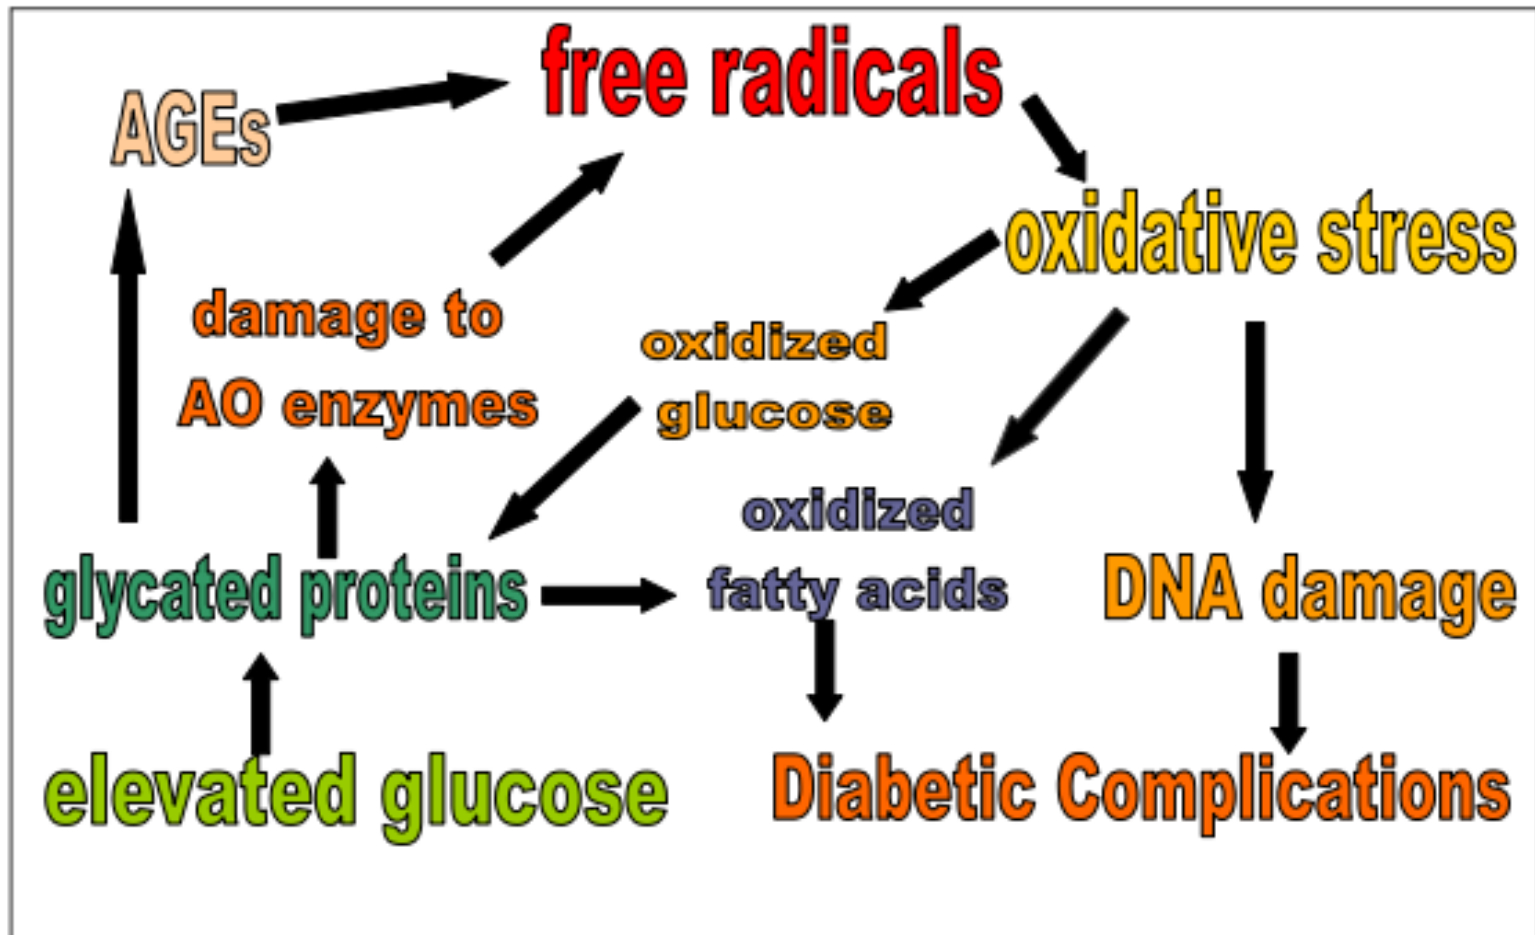 free radicals
AGEs
oxidative stress
damage to
AO enzymes
oxidized
glucose
oxidized
fatty acids
glycated proteins
DNA damage
elevated glucose
Diabetic Complications